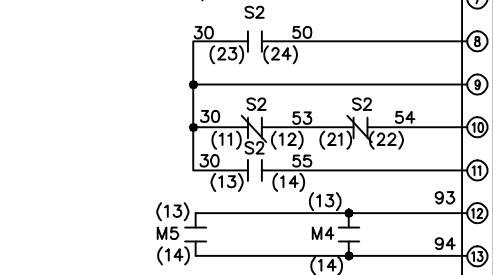 S2
30 50 8
(23) (24)
9
S2 S2
30 53 54 10
(11) (12) (21) (22)
S2
30 55 11
(13) (14)
(13) 93
(13) 12
M5 M4
94
(14) 13
(14)